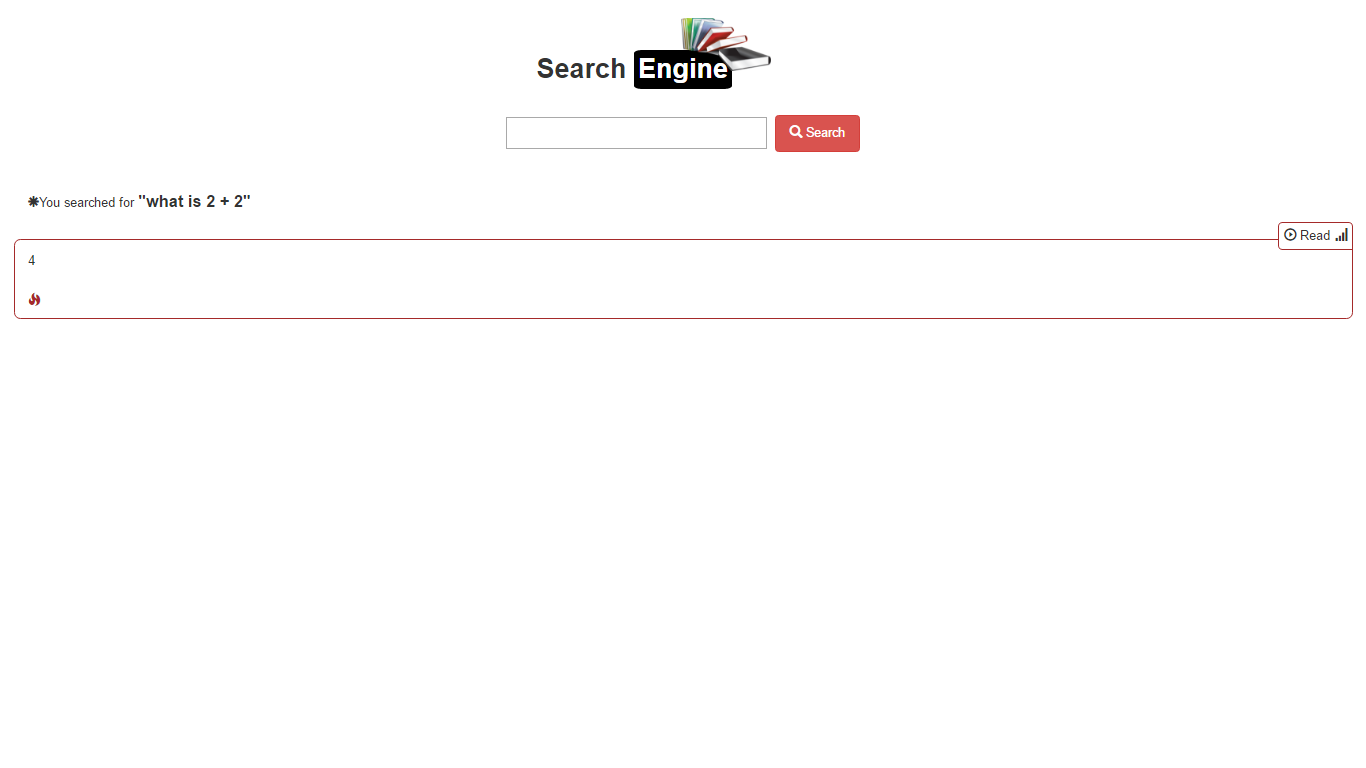 Search Engine
Search
You searched for "what is 2 + 2"
Read
4